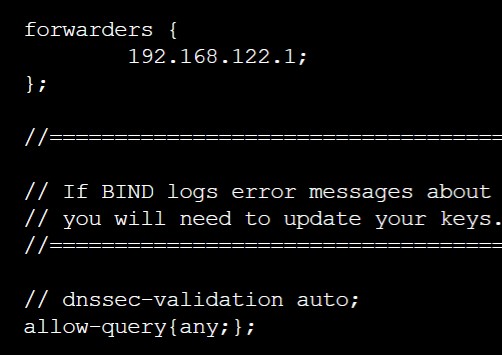 forwarders {
192.168.122.1;
};
//===================================
// If BIND logs error messages about
// you will need to update your keys.
//===================================
// dnssec-validation auto;
allow-query{any;};